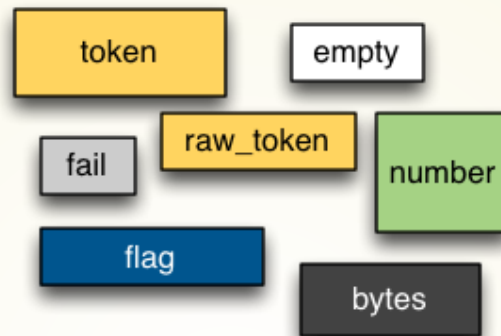 token
empty
raw_token
fail
number
flag
bytes